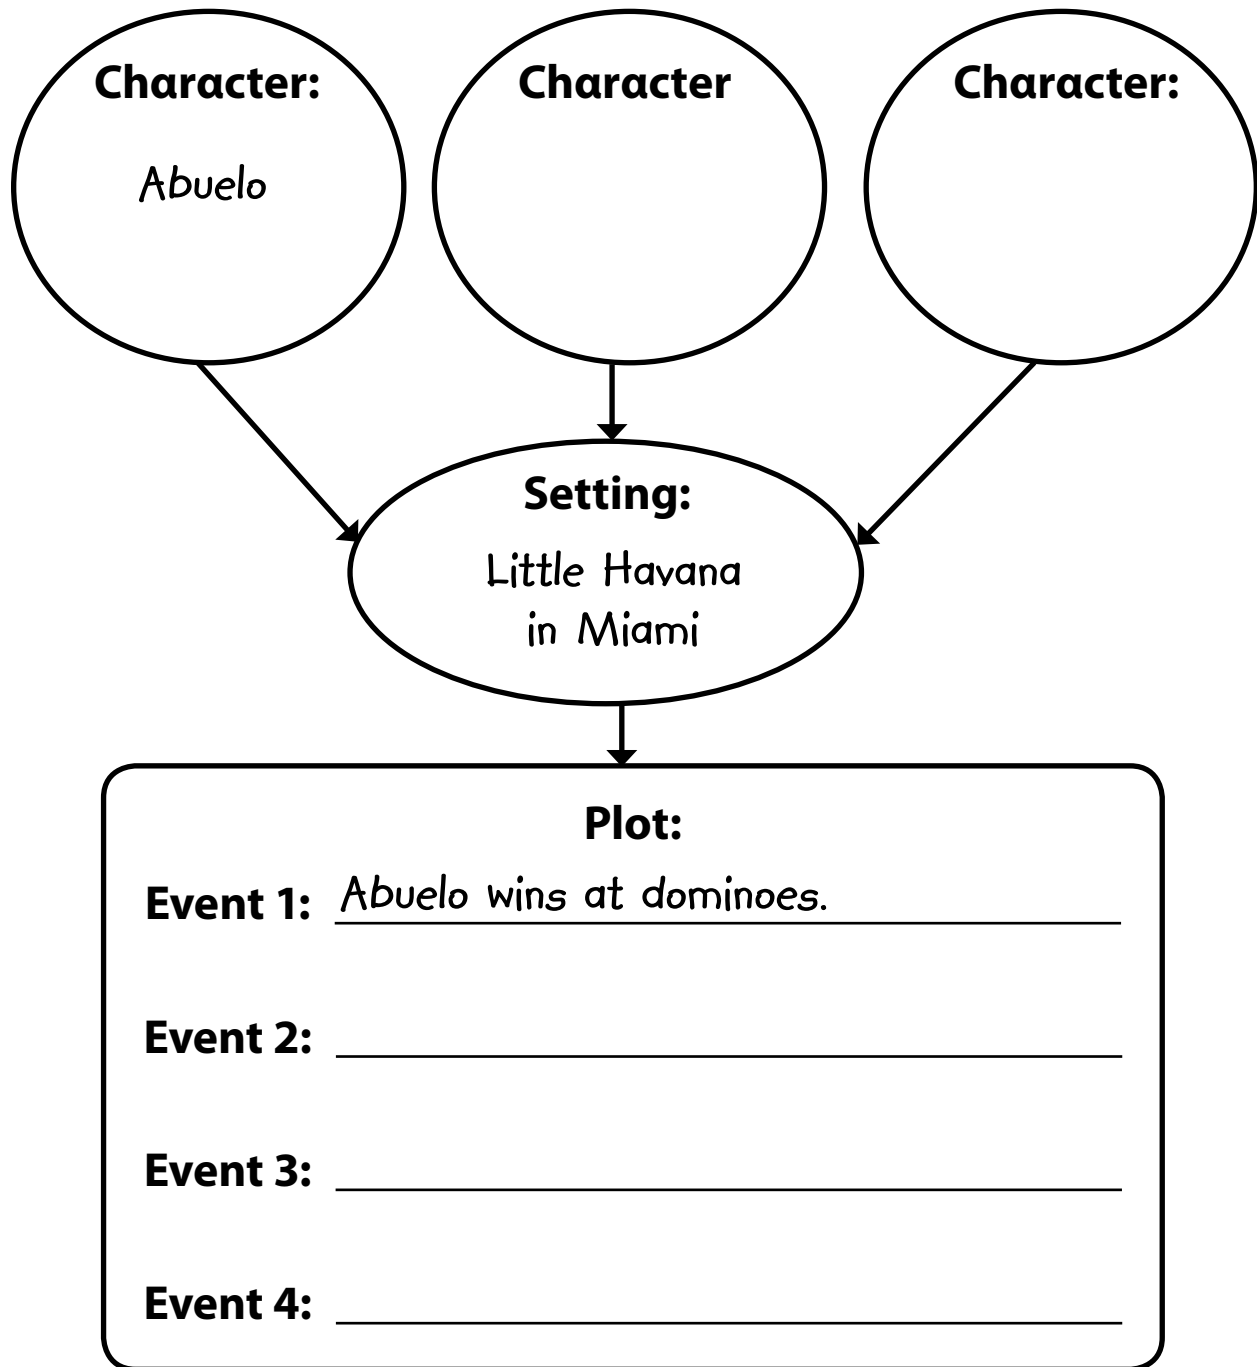 Character:
Abuelo
Character
Character:
Setting:
Little Havana
in Miami
Plot:
Event 1: Abuelo wins at dominoes.
Event 2:
Event 3:
Event 4: